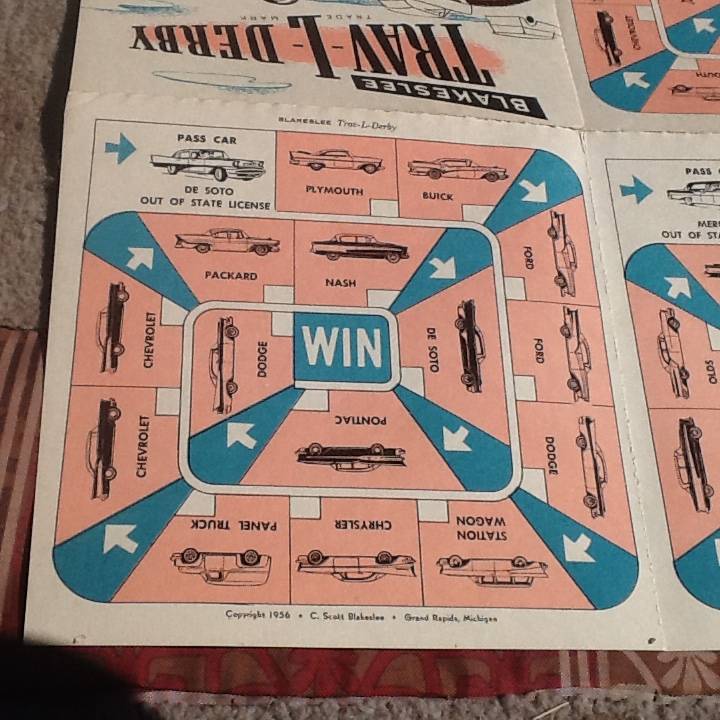 BLAKESLEE
TRAV-L-DERBY
TRADE MARK
BLAKESLEE Trav-L-Derby
PASS CAR
DE SOTO
OUT OF STATE LICENSE
PLYMOUTH
BUICK
FORD
FORD
DODGE
STATION
WAGON
CHRYSLER
PANEL TRUCK
CHEVROLET
CHEVROLET
PACKARD
NASH
DE SOTO
PONTIAC
DODGE
WIN
Copyright 1956 • C. Scott Blakeslee • Grand Rapids, Michigan
PASS
OUT OF
OLDS